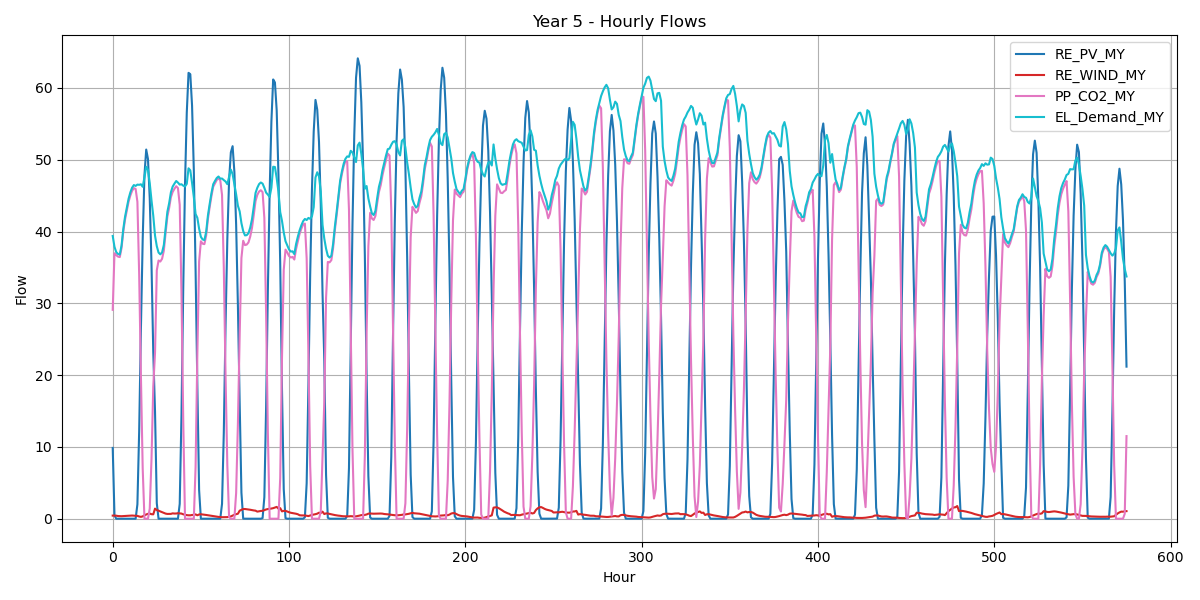 Year 5 - Hourly Flows
RE_PV_MY
RE_WIND_MY
PP_CO2_MY
EL_Demand_MY
Flow
60
50
40
30
20
10
0
0 100 200 300 400 500 600
Hour